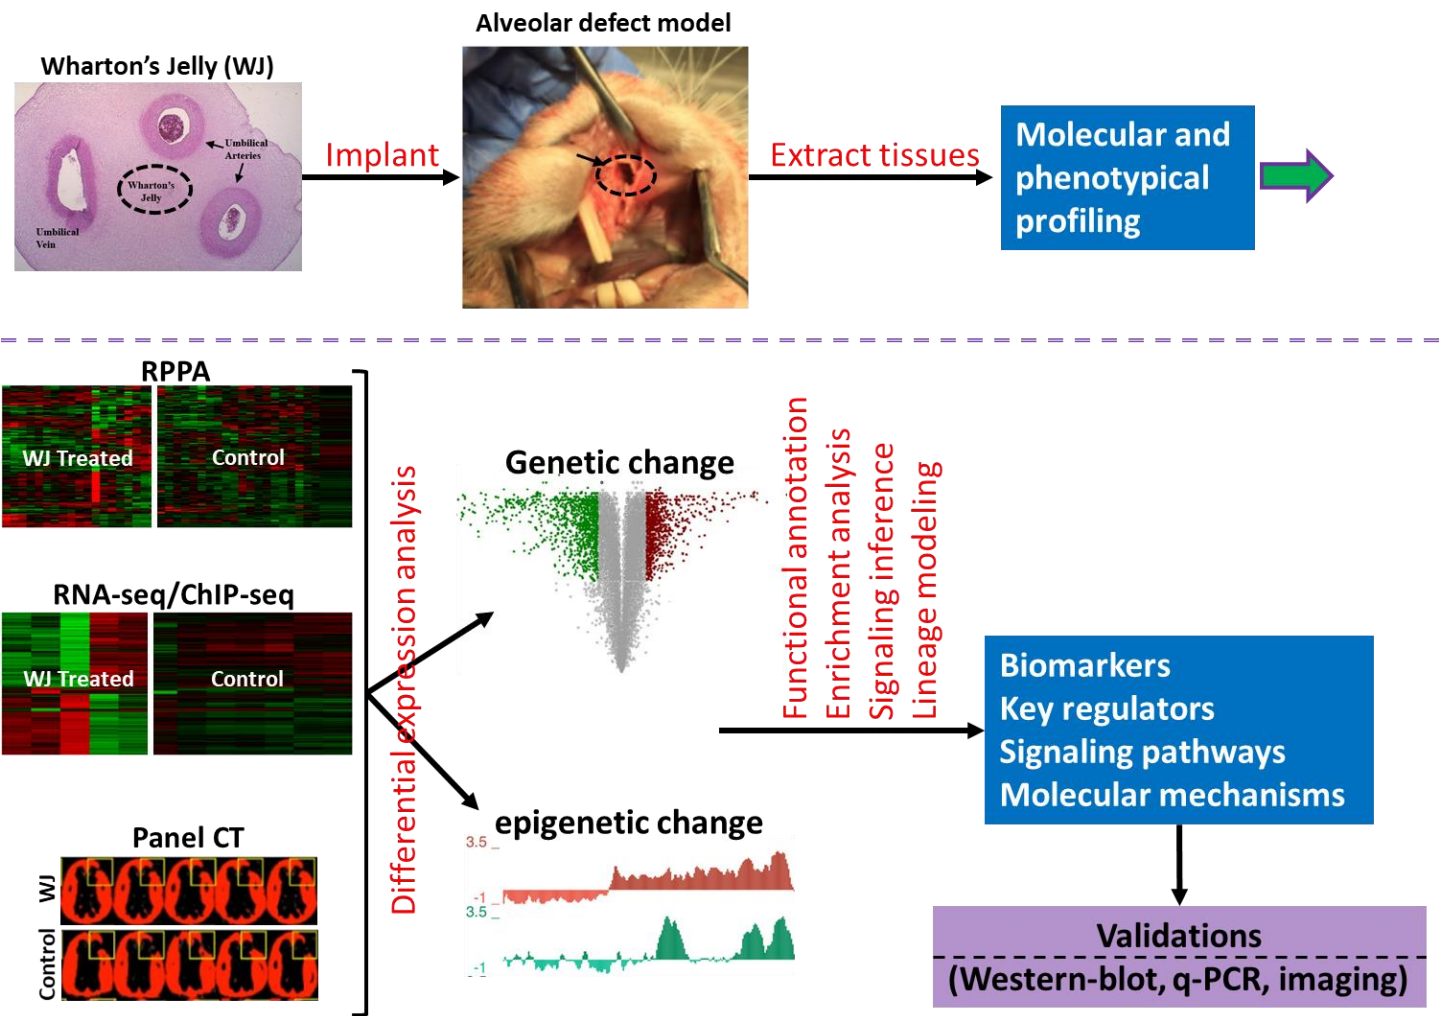 Alveolar defect model
Wharton's Jelly (WJ)
Umbilical
Arteries
Wharton's
Jelly
Umbilical
Vein
Implant
Extract tissues
Molecular and
phenotypical
profiling
RPPA
WJ Treated
Control
RNA-seq/ChIP-seq
WJ Treated
Control
Panel CT
WJ
Control
Differential expression analysis
Genetic change
epigenetic change
3.5
-1
3.5
-1
Functional annotation
Enrichment analysis
Signaling inference
Lineage modeling
Biomarkers
Key regulators
Signaling pathways
Molecular mechanisms
Validations
(Western-blot, q-PCR, imaging)